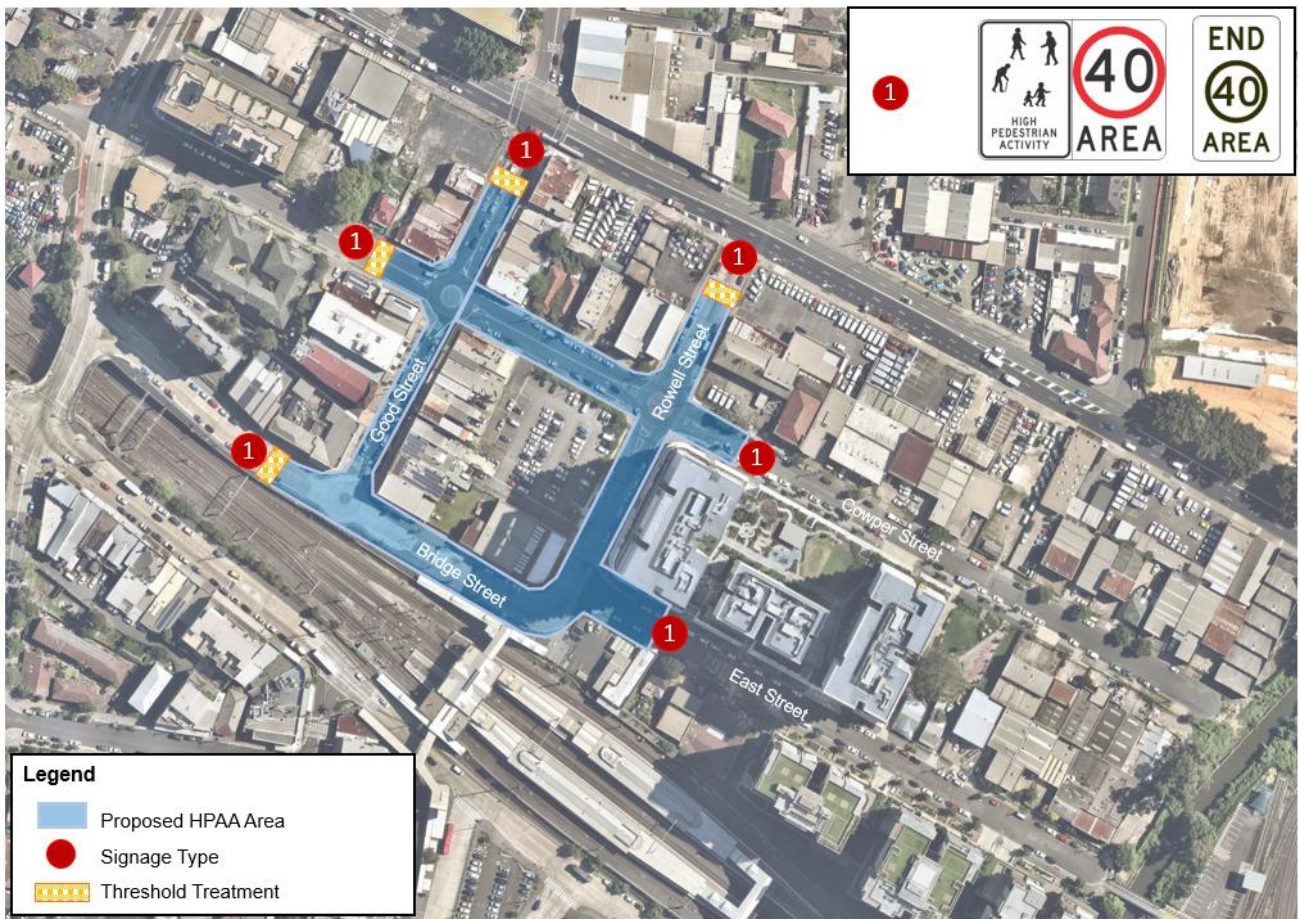 1
HIGH
PEDESTRIAN
ACTIVITY
40
AREA
END
40
AREA
1
1
1
1
1
1
Good Street
Rowell Street
Bridge Street
Cowper Street
East Street
Legend
Proposed HPAA Area
Signage Type
Threshold Treatment